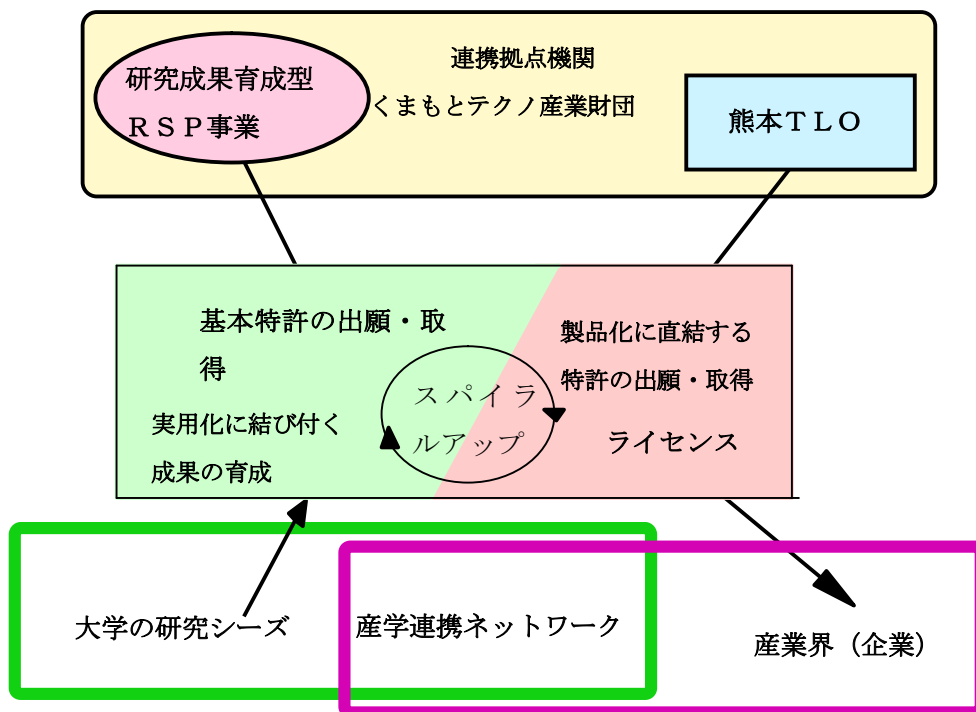 連携拠点機関
研究成果育成型
ＲＳＰ事業
くまもとテクノ産業財団
熊本ＴＬＯ
基本特許の出願・取
得
実用化に結び付く
成果の育成
スパイラ
ルアップ
製品化に直結する
特許の出願・取得
ライセンス
大学の研究シーズ
産学連携ネットワーク
産業界（企業）